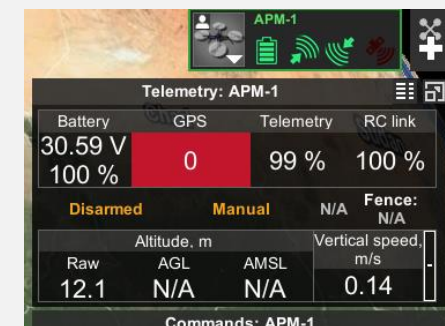 APM-1
Telemetry: APM-1
Battery GPS Telemetry RC link
30.59 V
100 %
0
99 %
100 %
Disarmed Manual N/A Fence:
N/A
Altitude, m
Vertical speed,
m/s
Raw AGL AMSL
12.1 N/A N/A 0.14
Commands: APM-1